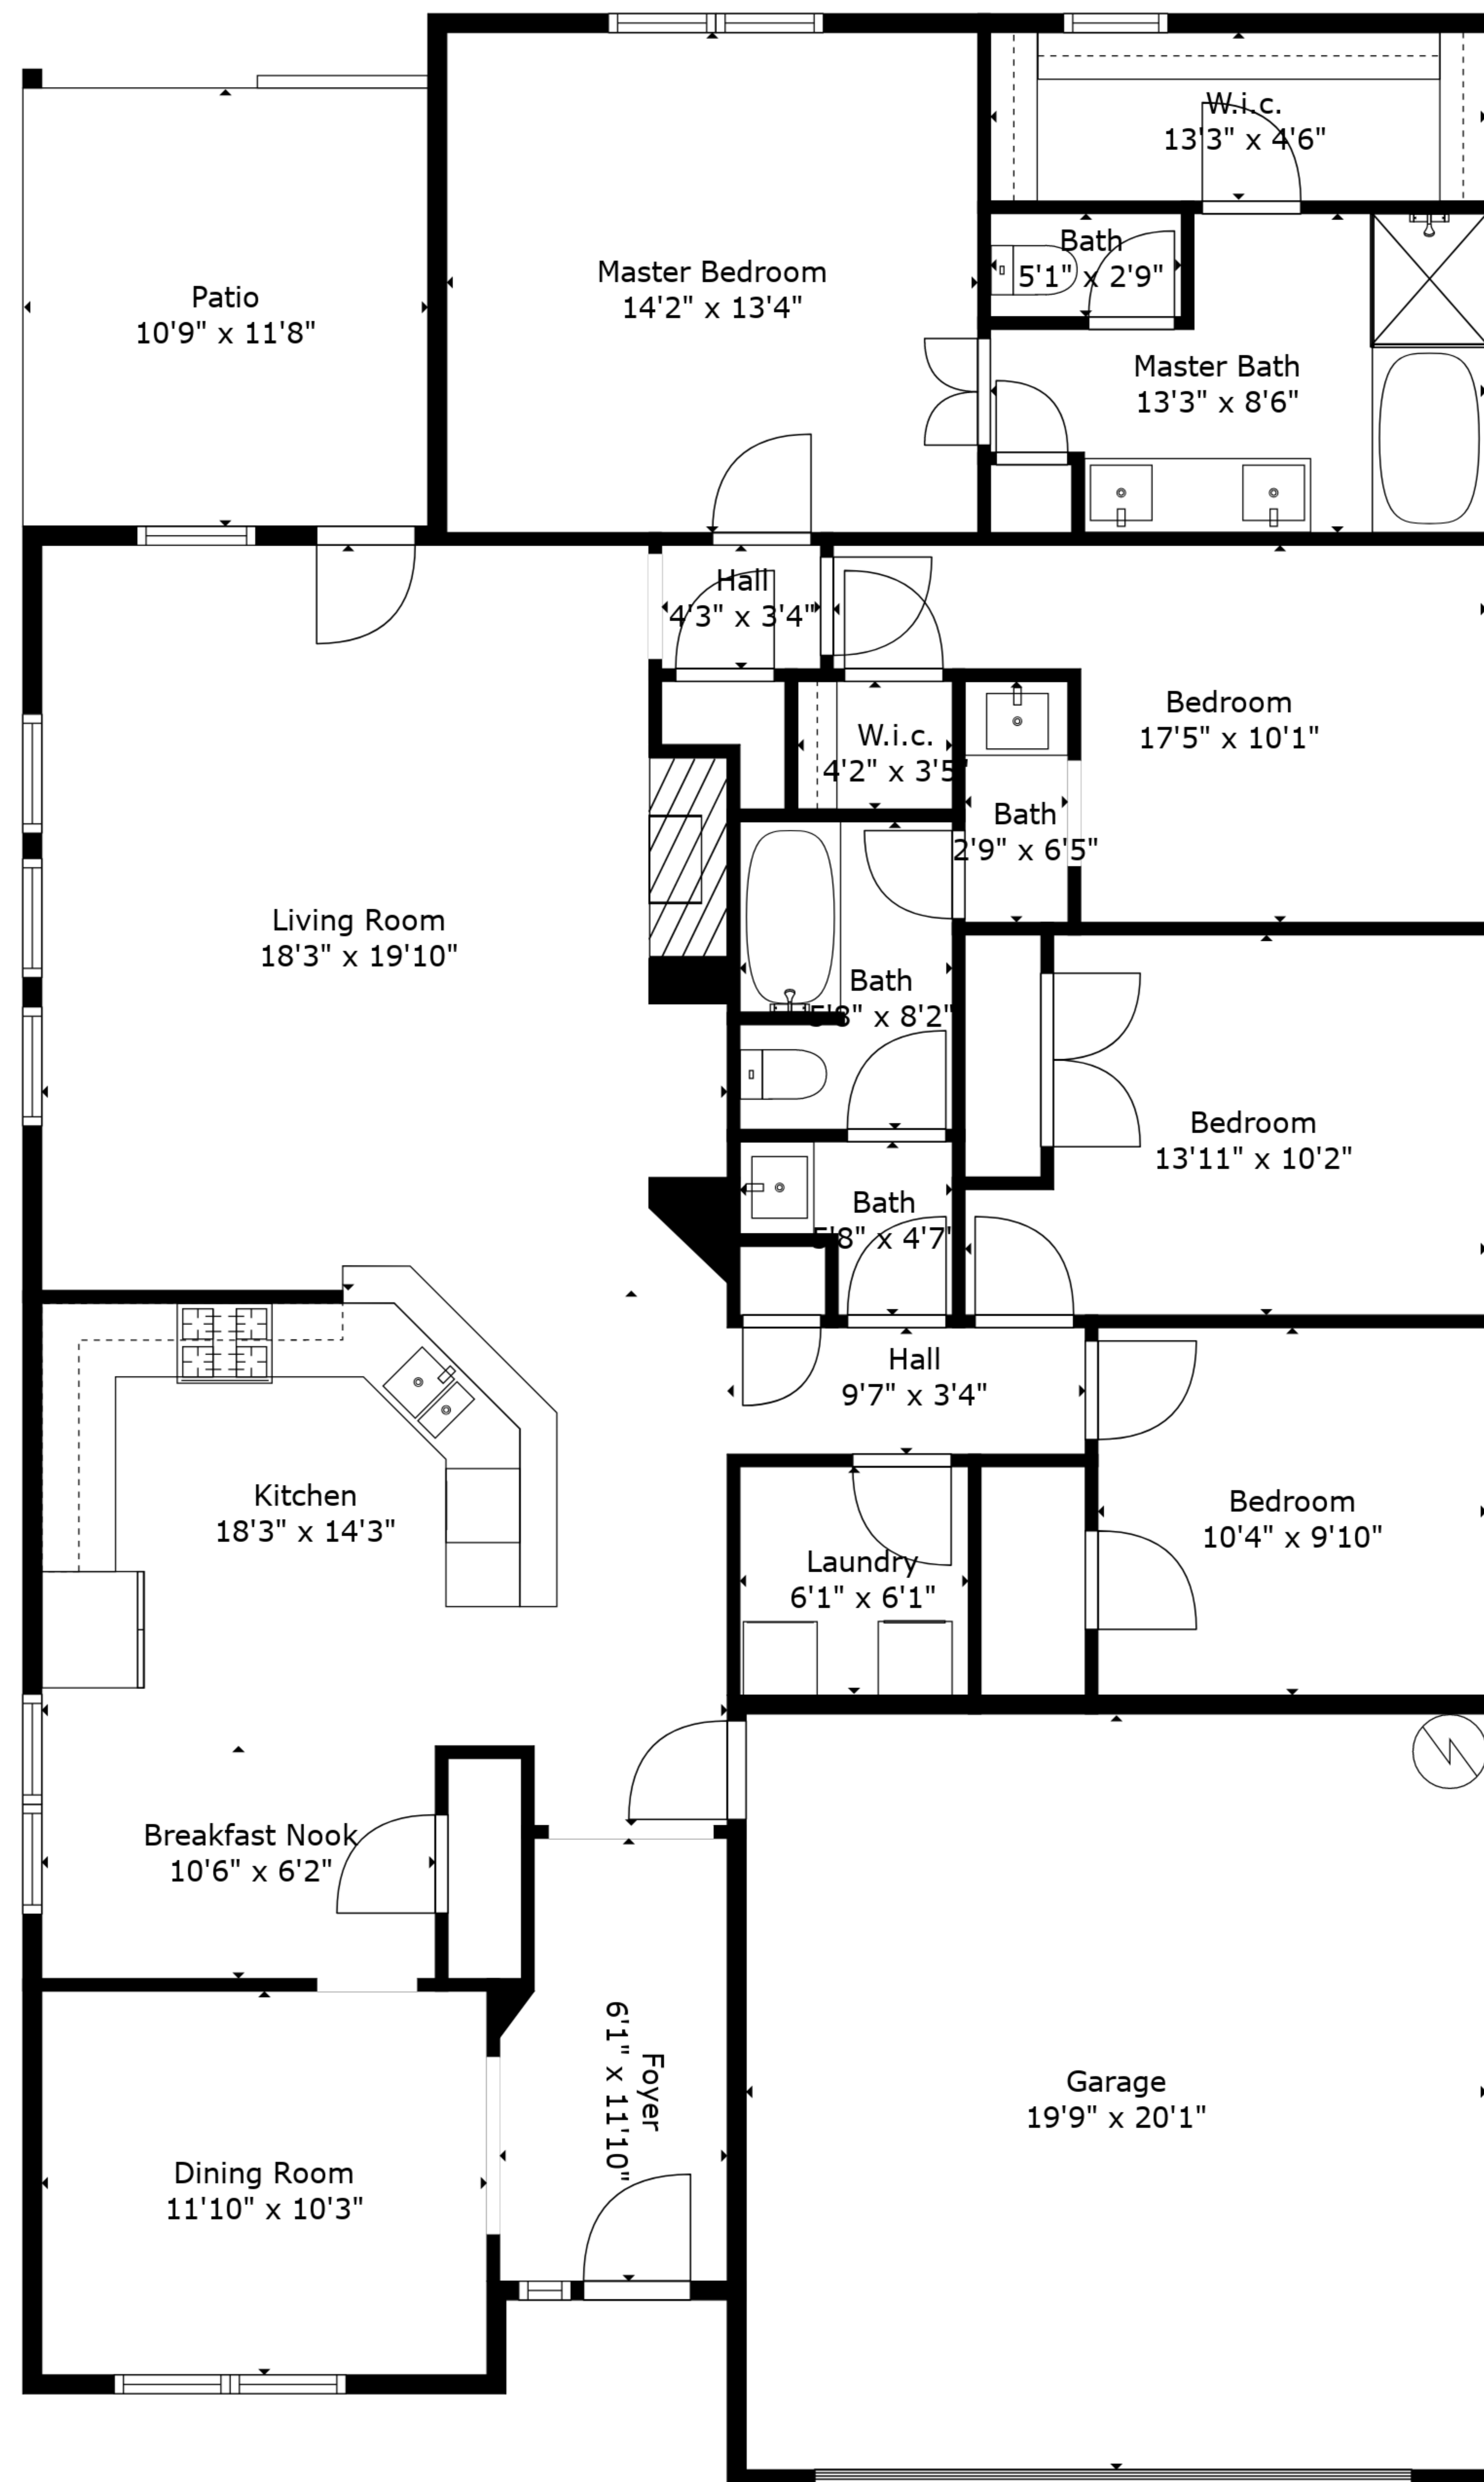 W.i.c.
13'3" x 4'6"
Bath
5'1" x 2'9"
Master Bedroom
14'2" x 13'4"
Patio
10'9" x 11'8"
Master Bath
13'3" x 8'6"
Hall
4'3" x 3'4"
Bedroom
17'5" x 10'1"
W.i.c.
4'2" x 3'5"
Bath
2'9" x 6'5"
Living Room
18'3" x 19'10"
Bath
5'8" x 8'2"
Bedroom
13'11" x 10'2"
Bath
5'8" x 4'7"
Hall
9'7" x 3'4"
Kitchen
18'3" x 14'3"
Bedroom
10'4" x 9'10"
Laundry
6'1" x 6'1"
Breakfast Nook
10'6" x 6'2"
Foyer
6'1" x 11'10"
Garage
19'9" x 20'1"
Dining Room
11'10" x 10'3"